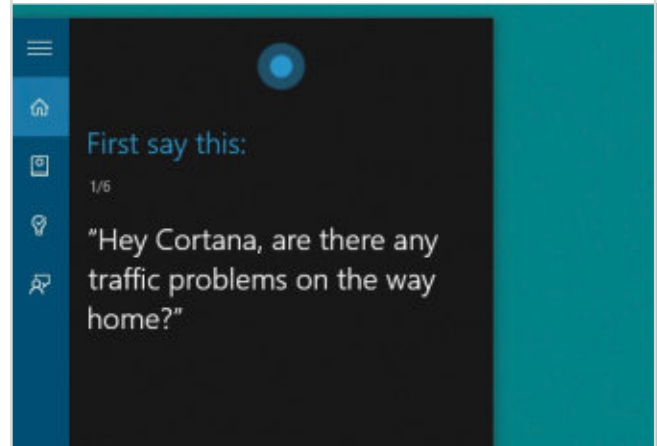 First say this:
1/6
“Hey Cortana, are there any
traffic problems on the way
home?”